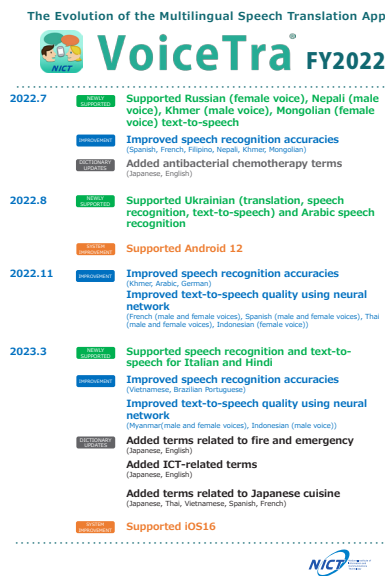 The Evolution of the Multilingual Speech Translation App
NICT
VoiceTra® FY2022
2022.7
NEWLY
SUPPORTED
Supported Russian (female voice), Nepali (male
voice), Khmer (male voice), Mongolian (female
voice) text-to-speech
IMPROVEMENT
Improved speech recognition accuracies
(Spanish, French, Filipino, Nepali, Khmer, Mongolian)
DICTIONARY
UPDATES
Added antibacterial chemotherapy terms
(Japanese, English)
2022.8
NEWLY
SUPPORTED
Supported Ukrainian (translation, speech
recognition, text-to-speech) and Arabic speech
recognition
SYSTEM
IMPROVEMENT
Supported Android 12
2022.11
IMPROVEMENT
Improved speech recognition accuracies
(Khmer, Arabic, German)
Improved text-to-speech quality using neural
network
(French (male and female voices), Spanish (male and female voices), Thai
(male and female voices), Indonesian (female voice))
2023.3
NEWLY
SUPPORTED
Supported speech recognition and text-to-
speech for Italian and Hindi
IMPROVEMENT
Improved speech recognition accuracies
(Vietnamese, Brazilian Portuguese)
Improved text-to-speech quality using neural
network
(Myanmar(male and female voices), Indonesian (male voice))
DICTIONARY
UPDATES
Added terms related to fire and emergency
(Japanese, English)
Added ICT-related terms
(Japanese, English)
Added terms related to Japanese cuisine
(Japanese, Thai, Vietnamese, Spanish, French)
SYSTEM
IMPROVEMENT
Supported iOS16
NICT